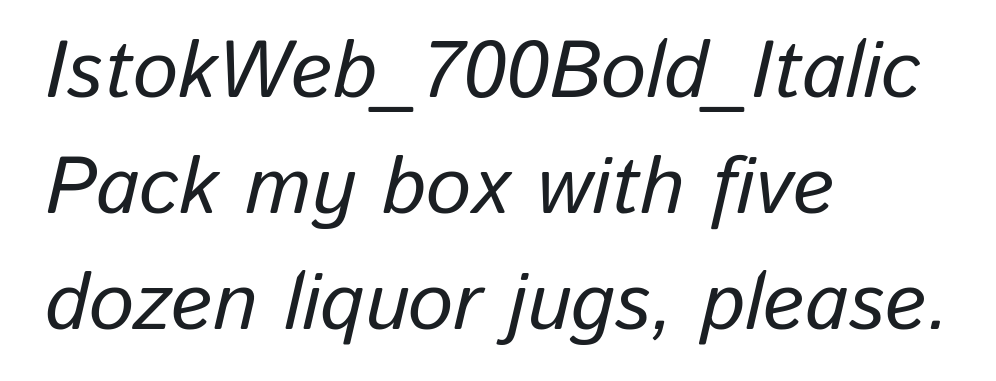 IstokWeb_700Bold_Italic
Pack my box with five
dozen liquor jugs, please.